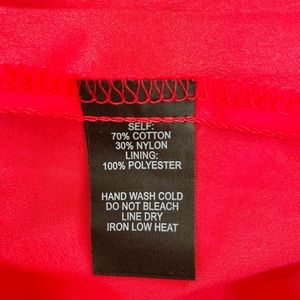 SELF:
70% COTTON
30% NYLON
LINING:
100% POLYESTER
HAND WASH COLD
DO NOT BLEACH
LINE DRY
IRON LOW HEAT